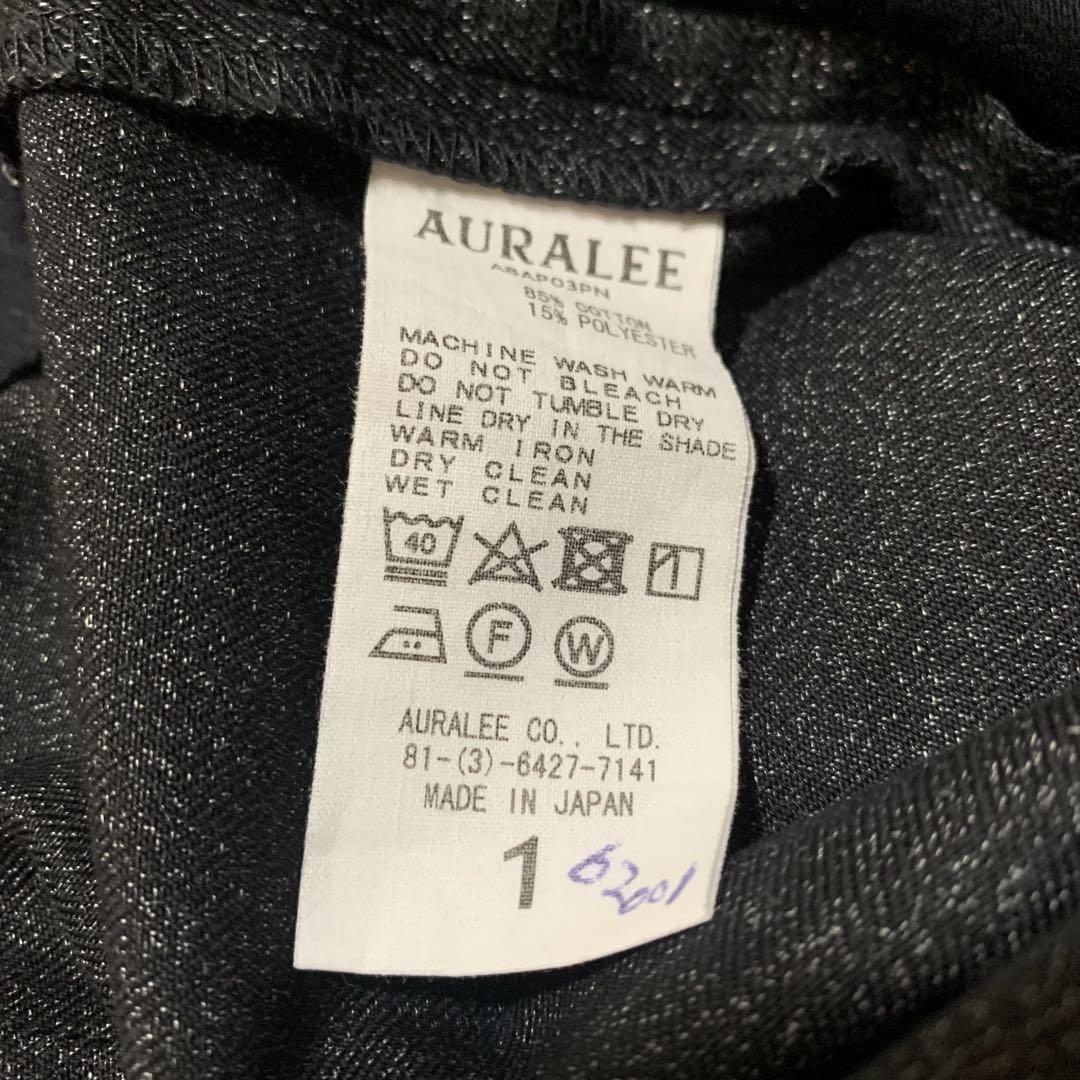 AURALEE
A8AP03PN
85% COTTON
15% POLYESTER
MACHINE WASH WARM
DO NOT BLEACH
DO NOT TUMBLE DRY
LINE DRY IN THE SHADE
WARM IRON
DRY CLEAN
WET CLEAN
40
F W
AURALEE CO., LTD.
81-(3)-6427-7141
MADE IN JAPAN
1